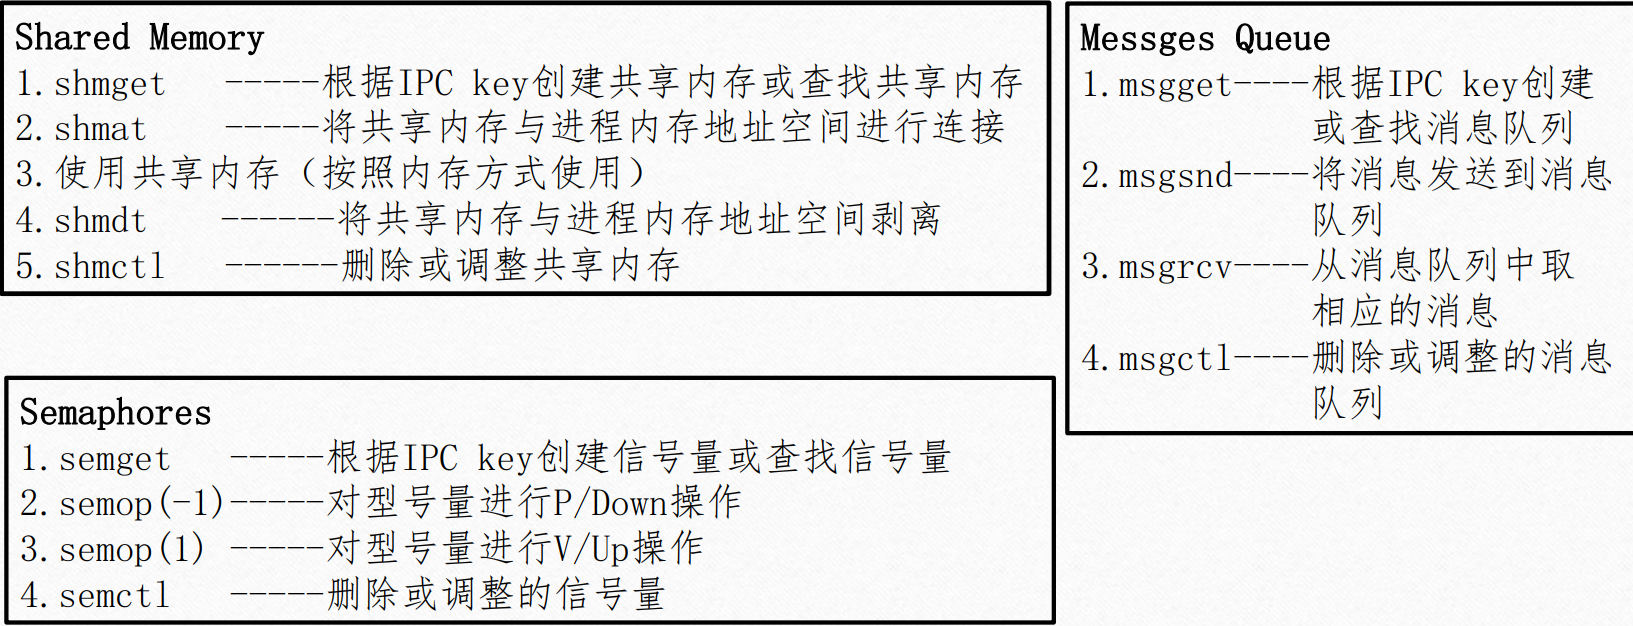 Shared Memory
1.shmget -----根据IPC key创建共享内存或查找共享内存
2.shmat -----将共享内存与进程内存地址空间进行连接
3.使用共享内存（按照内存方式使用）
4.shmdt ------将共享内存与进程内存地址空间剥离
5.shmctl ------删除或调整共享内存
Semaphores
1.semget -----根据IPC key创建信号量或查找信号量
2.semop(-1)-----对型号量进行P/Down操作
3.semop(1) -----对型号量进行V/Up操作
4.semctl -----删除或调整的信号量
Messges Queue
1.msgget----根据IPC key创建
或查找消息队列
2.msgsnd----将消息发送到消息
队列
3.msgrcv----从消息队列中取
相应的消息
4.msgctl----删除或调整的消息
队列